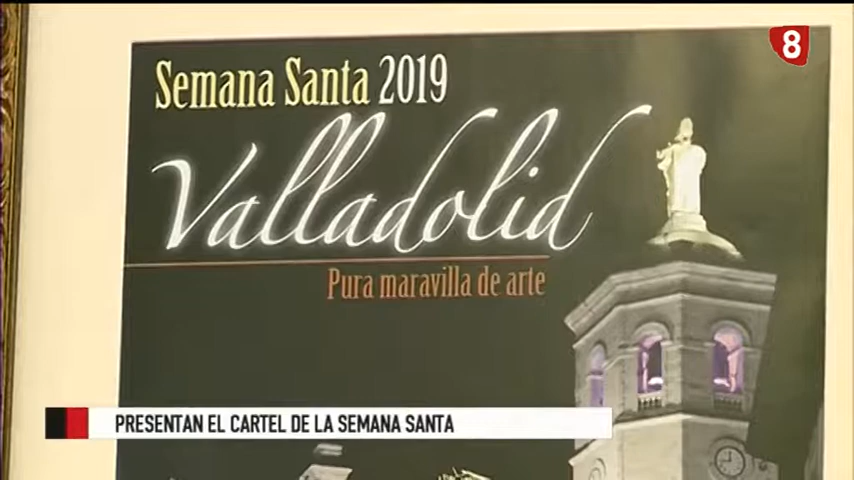 8
Semana Santa 2019
Valladolid
Pura maravilla de arte
PRESENTAN EL CARTEL DE LA SEMANA SANTA